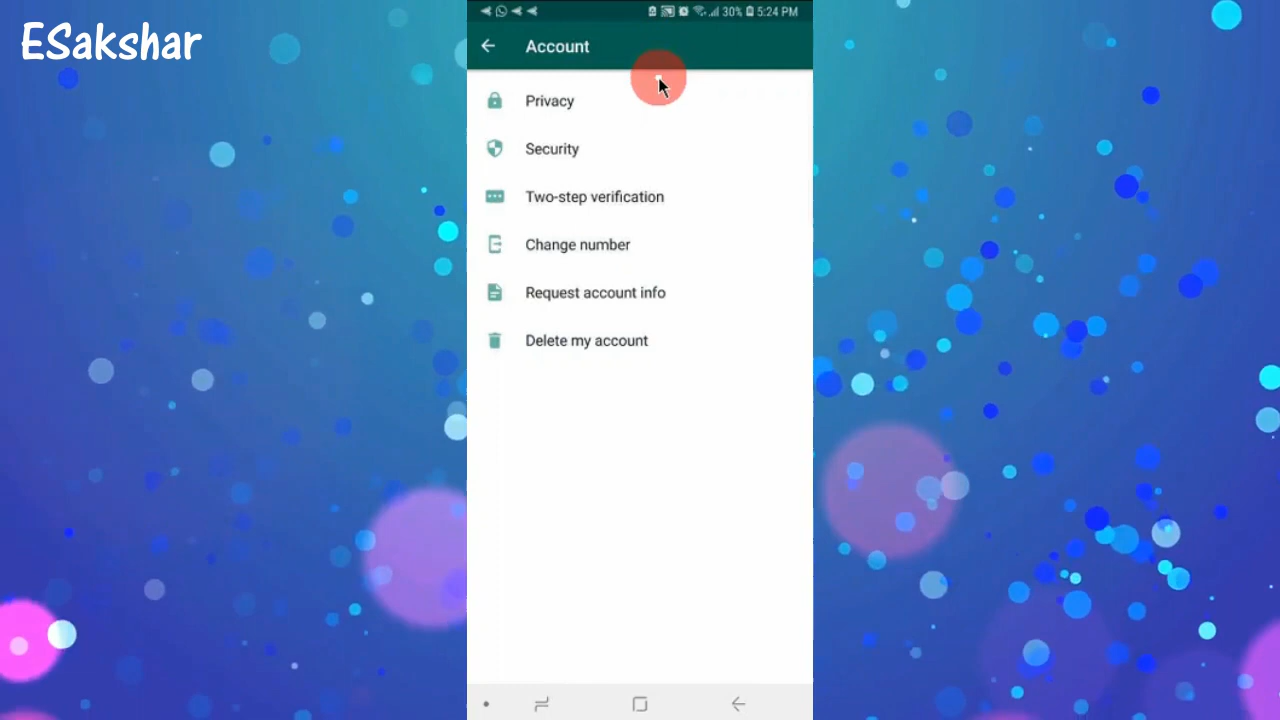 ESakshar
30% 5:24 PM
Account
Privacy
Security
Two-step verification
Change number
Request account info
Delete my account